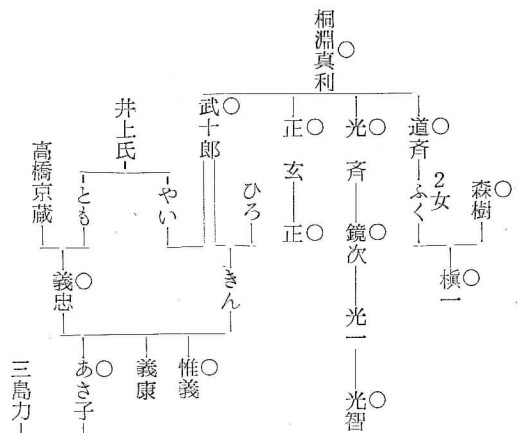 桐淵真利○
道斉○
2女
ふく
森樹○
槇一○
光斉○
鏡次○
光一
光智○
正玄○
正○
武十郎○
ひろ
きん
井上氏
やい
とも
高橋京蔵
義忠○
惟義○
義康
あさ子○
三島力